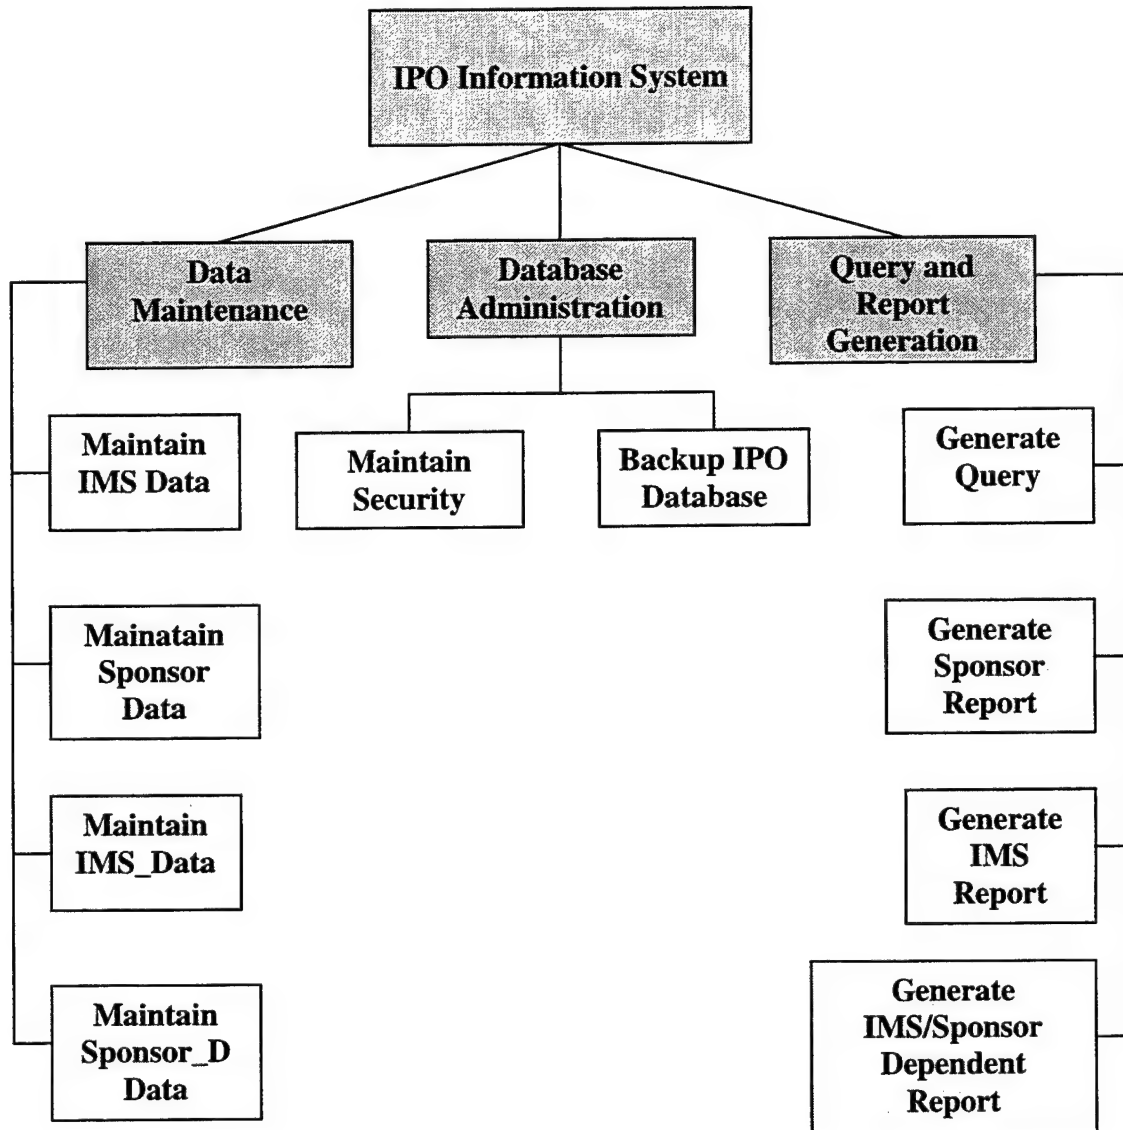 IPO Information System
Data
Maintenance
Database
Administration
Query and
Report
Generation
Maintain
IMS Data
Maintain
Security
Backup IPO
Database
Generate
Query
Mainatain
Sponsor
Data
Generate
Sponsor
Report
Maintain
IMS_Data
Generate
IMS
Report
Maintain
Sponsor_D
Data
Generate
IMS/Sponsor
Dependent
Report